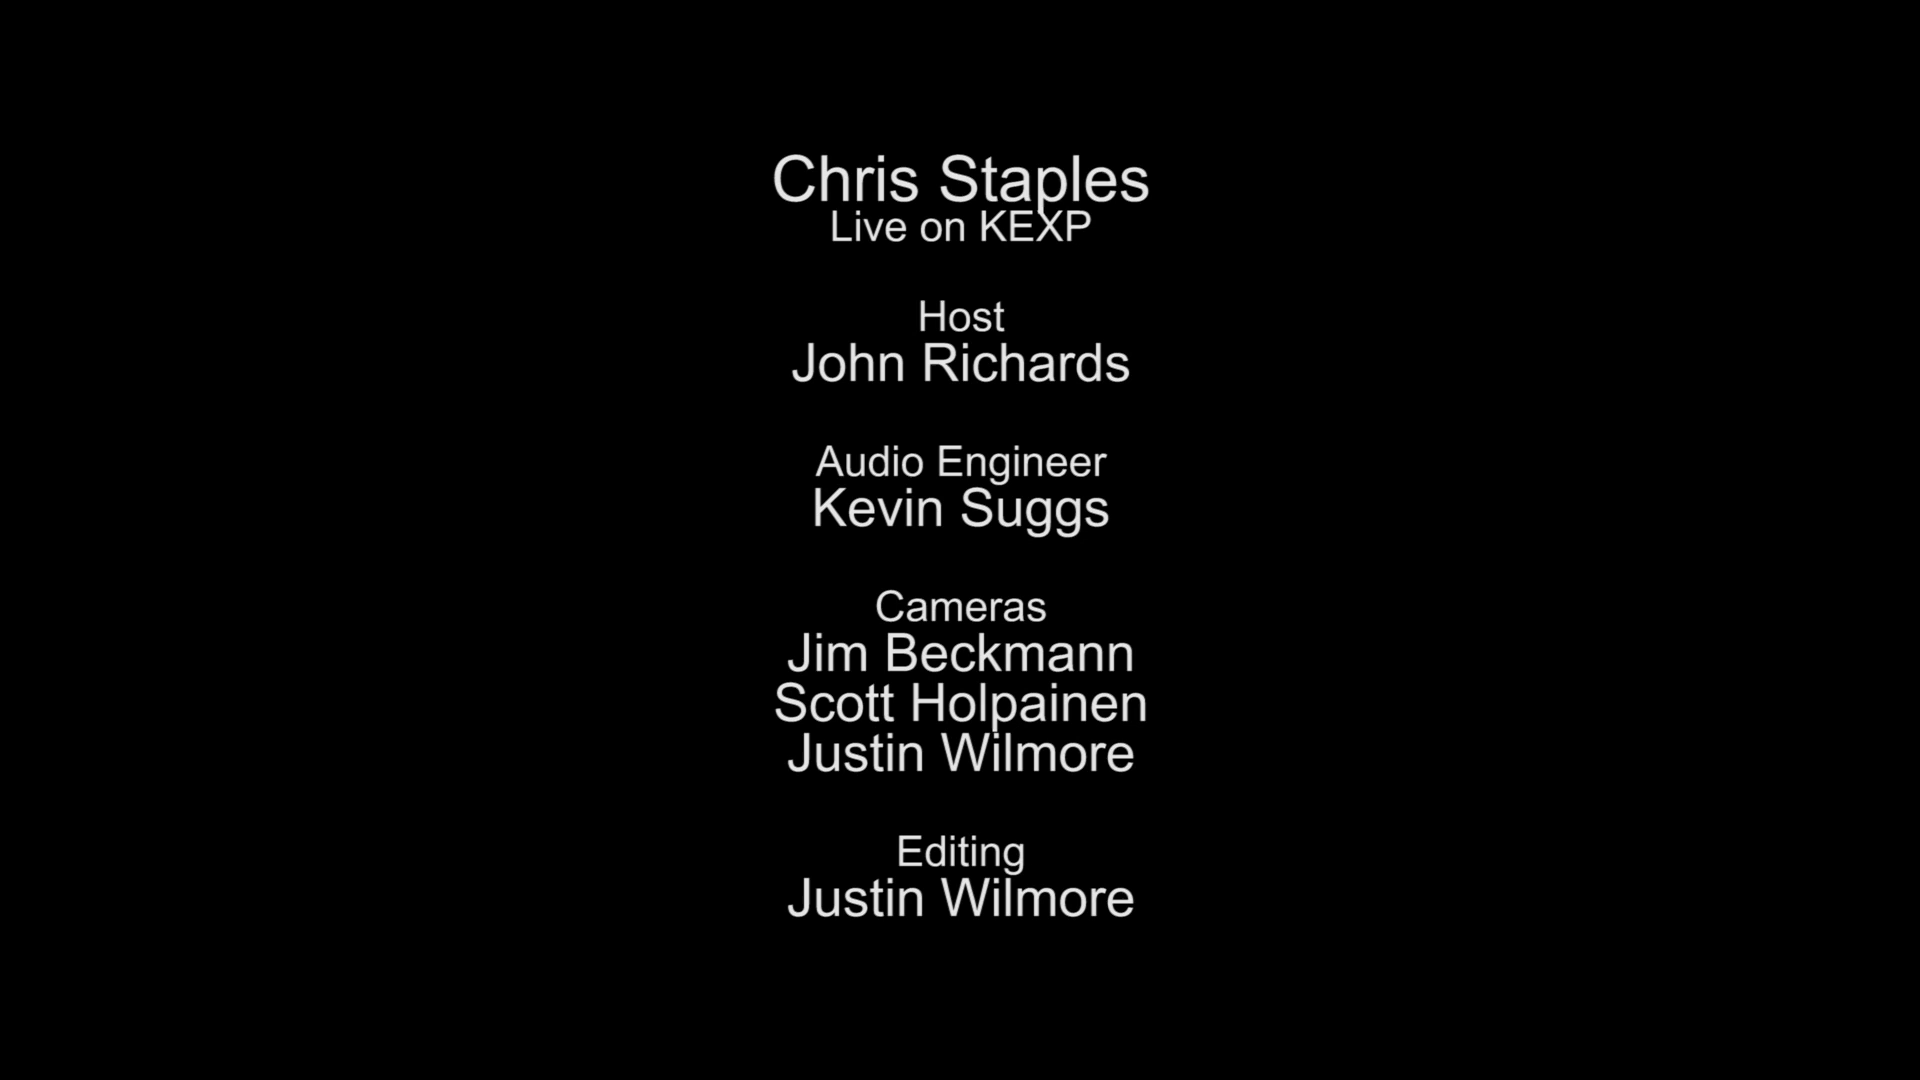 Chris Staples
Live on KEXP
Host
John Richards
Audio Engineer
Kevin Suggs
Cameras
Jim Beckmann
Scott Holpainen
Justin Wilmore
Editing
Justin Wilmore